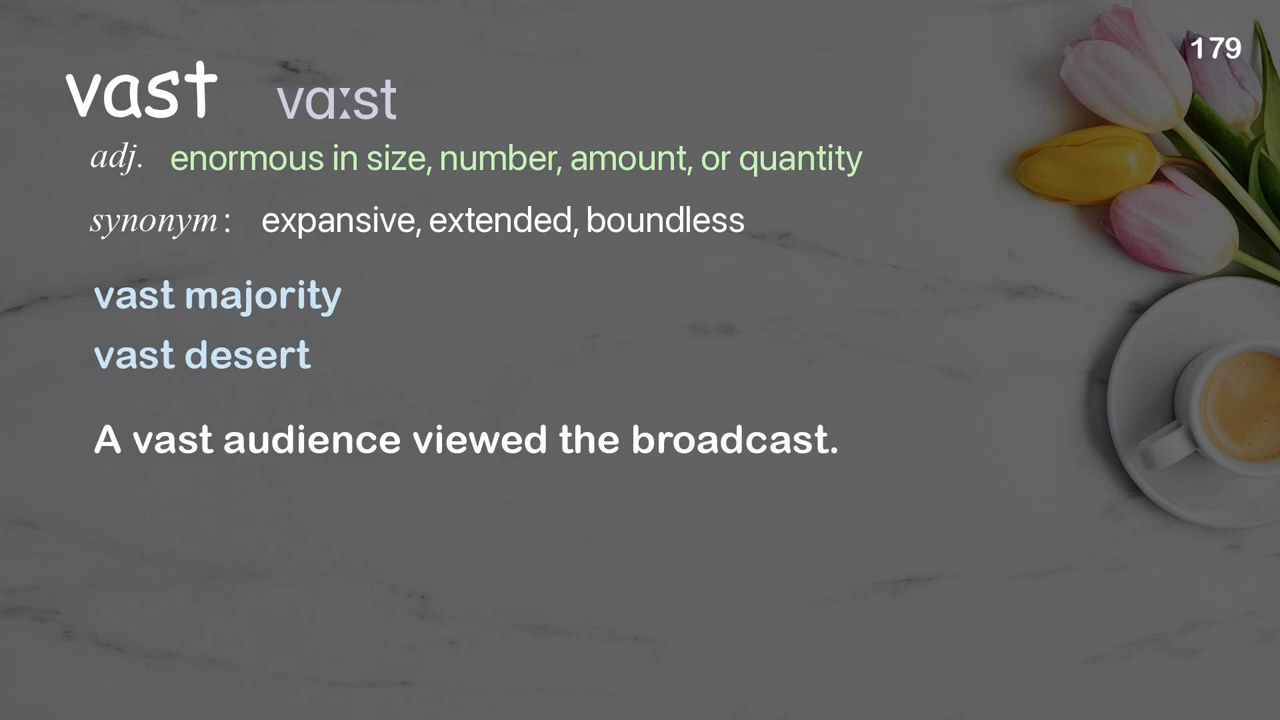 179
vast vɑːst
adj. enormous in size, number, amount, or quantity
synonym: expansive, extended, boundless
vast majority
vast desert
A vast audience viewed the broadcast.